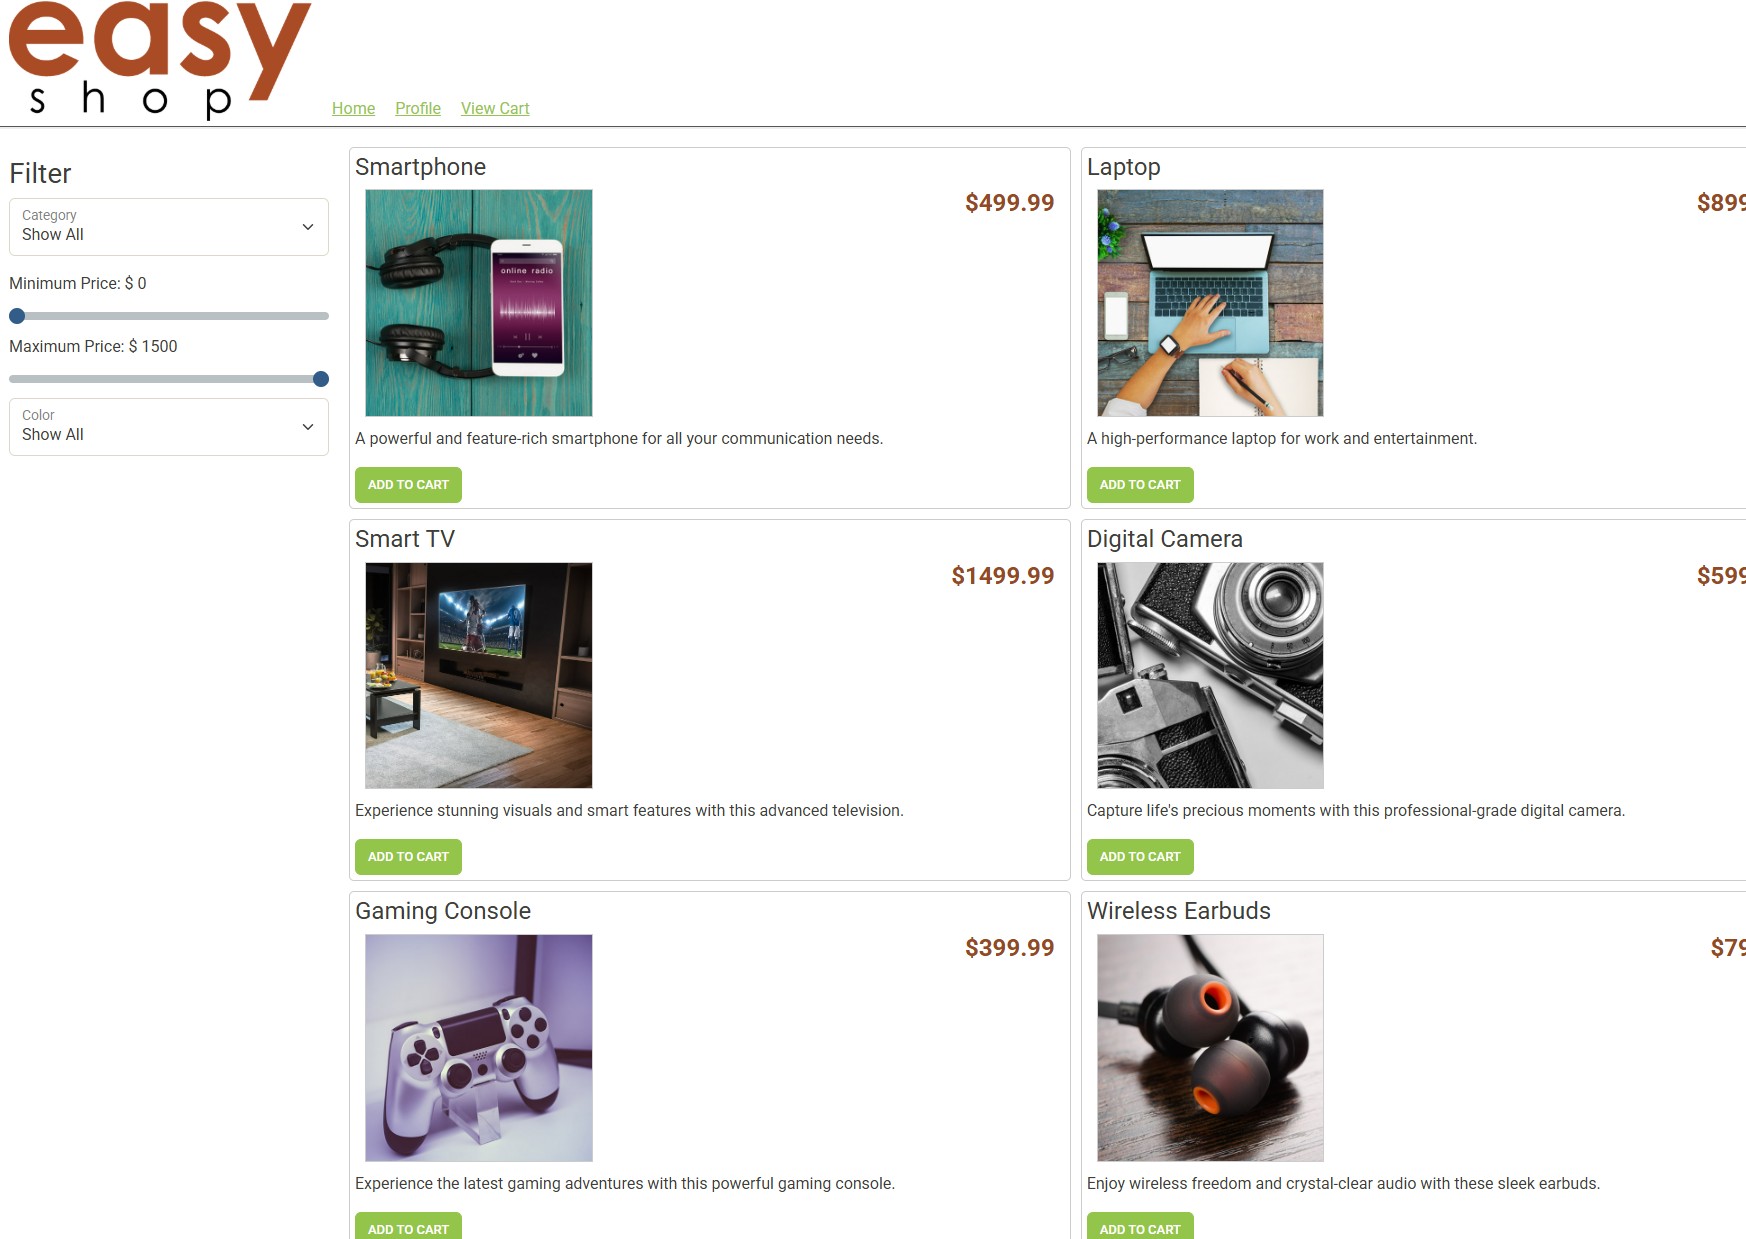 easy
shop
Home Profile View Cart
Filter
Category
Show All
Minimum Price: $ 0
Maximum Price: $ 1500
Color
Show All
Smartphone
$499.99
online radio
A powerful and feature-rich smartphone for all your communication needs.
ADD TO CART
Laptop
$899
A high-performance laptop for work and entertainment.
ADD TO CART
Smart TV
$1499.99
Experience stunning visuals and smart features with this advanced television.
ADD TO CART
Digital Camera
$599
Capture life's precious moments with this professional-grade digital camera.
ADD TO CART
Gaming Console
$399.99
Experience the latest gaming adventures with this powerful gaming console.
ADD TO CART
Wireless Earbuds
$79
Enjoy wireless freedom and crystal-clear audio with these sleek earbuds.
ADD TO CART